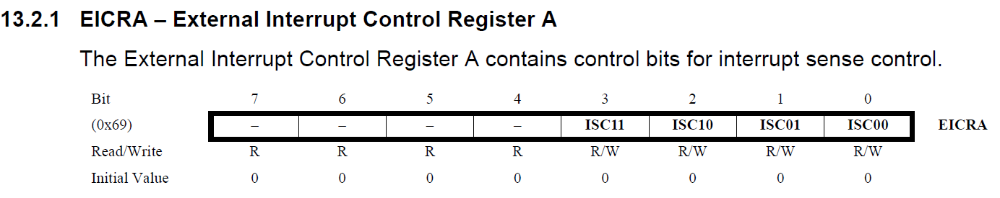 13.2.1 EICRA – External Interrupt Control Register A
The External Interrupt Control Register A contains control bits for interrupt sense control.
Bit 7 6 5 4 3 2 1 0
(0x69) – – – – ISC11 ISC10 ISC01 ISC00 EICRA
Read/Write R R R R R/W R/W R/W R/W
Initial Value 0 0 0 0 0 0 0 0